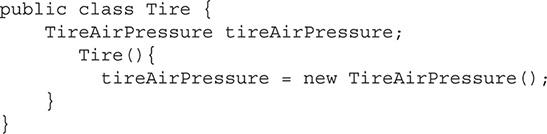 public class Tire {
    TireAirPressure tireAirPressure;
       Tire(){
         tireAirPressure = new TireAirPressure();
    }
}